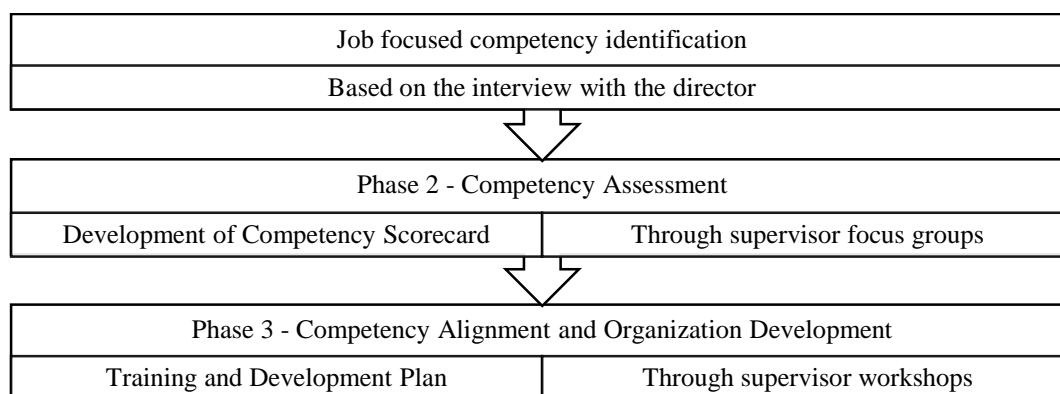 Job focused competency identification
Based on the interview with the director
Phase 2 - Competency Assessment
Development of Competency Scorecard
Through supervisor focus groups
Phase 3 - Competency Alignment and Organization Development
Training and Development Plan
Through supervisor workshops